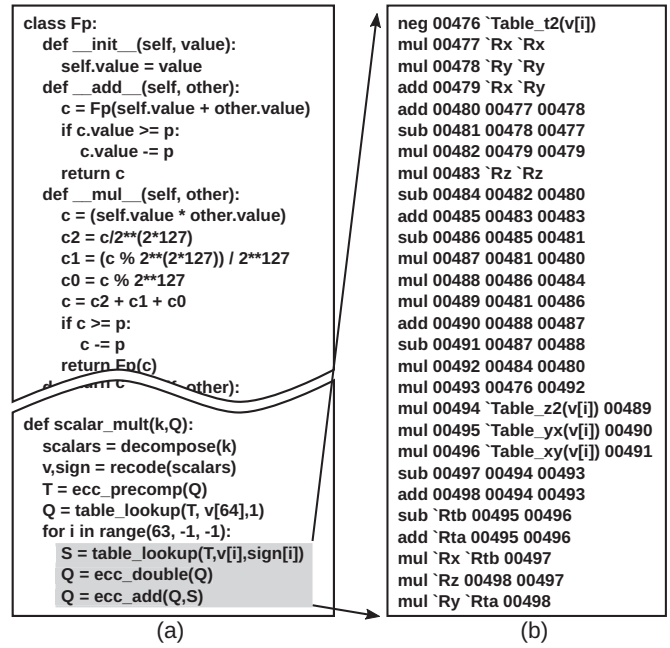 class Fp:
def __init__(self, value):
self.value = value
def __add__(self, other):
c = Fp(self.value + other.value)
if c.value >= p:
c.value -= p
return c
def __mul__(self, other):
c = (self.value * other.value)
c2 = c/2**(2*127)
c1 = (c % 2**(2*127)) / 2**127
c0 = c % 2**127
c = c2 + c1 + c0
if c >= p:
c -= p
return Fp(c)
other):
def scalar_mult(k,Q):
scalars = decompose(k)
v,sign = recode(scalars)
T = ecc_precomp(Q)
Q = table_lookup(T, v[64],1)
for i in range(63, -1, -1):
S = table_lookup(T,v[i],sign[i])
Q = ecc_double(Q)
Q = ecc_add(Q,S)
(a)
neg 00476 `Table_t2(v[i])
mul 00477 `Rx `Rx
mul 00478 `Ry `Ry
add 00479 `Rx `Ry
add 00480 00477 00478
sub 00481 00478 00477
mul 00482 00479 00479
mul 00483 `Rz `Rz
sub 00484 00482 00480
add 00485 00483 00483
sub 00486 00485 00481
mul 00487 00481 00480
mul 00488 00486 00484
mul 00489 00481 00486
add 00490 00488 00487
sub 00491 00487 00488
mul 00492 00484 00480
mul 00493 00476 00492
mul 00494 `Table_z2(v[i]) 00489
mul 00495 `Table_yx(v[i]) 00490
mul 00496 `Table_xy(v[i]) 00491
sub 00497 00494 00493
add 00498 00494 00493
sub `Rtb 00495 00496
add `Rta 00495 00496
mul `Rx `Rtb 00497
mul `Rz 00498 00497
mul `Ry `Rta 00498
(b)